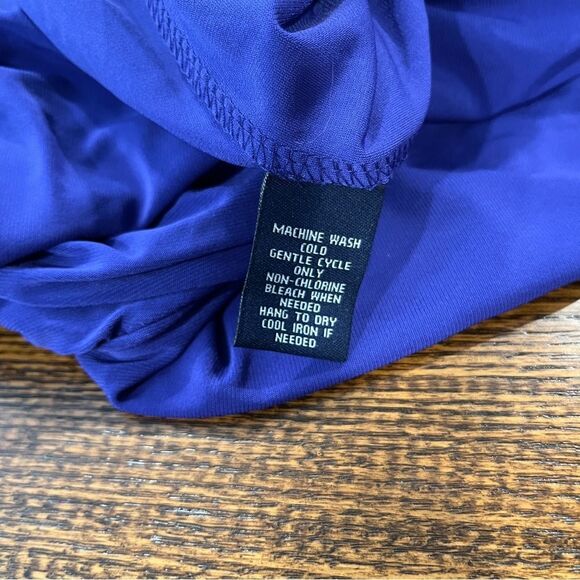 MACHINE WASH
COLD
GENTLE CYCLE
ONLY
NON-CHLORINE
BLEACH WHEN
NEEDED
HANG TO DRY
COOL IRON IF
NEEDED